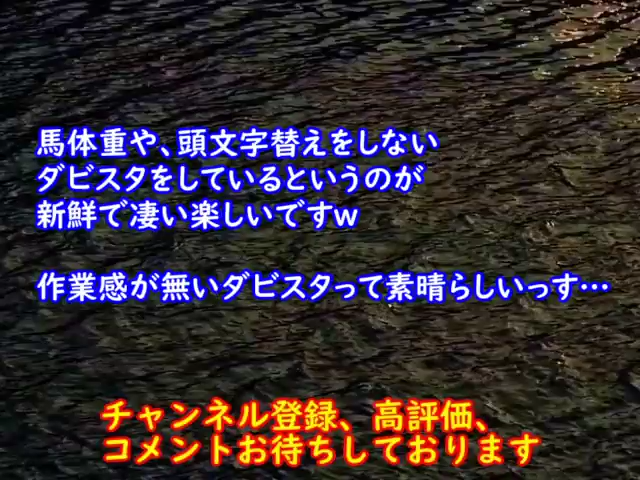 馬体重や、頭文字替えをしない
ダビスタをしているというのが
新鮮で凄い楽しいですw
作業感が無いダビスタって素晴らしいっす…
チャンネル登録、高評価、
コメントお待ちしております